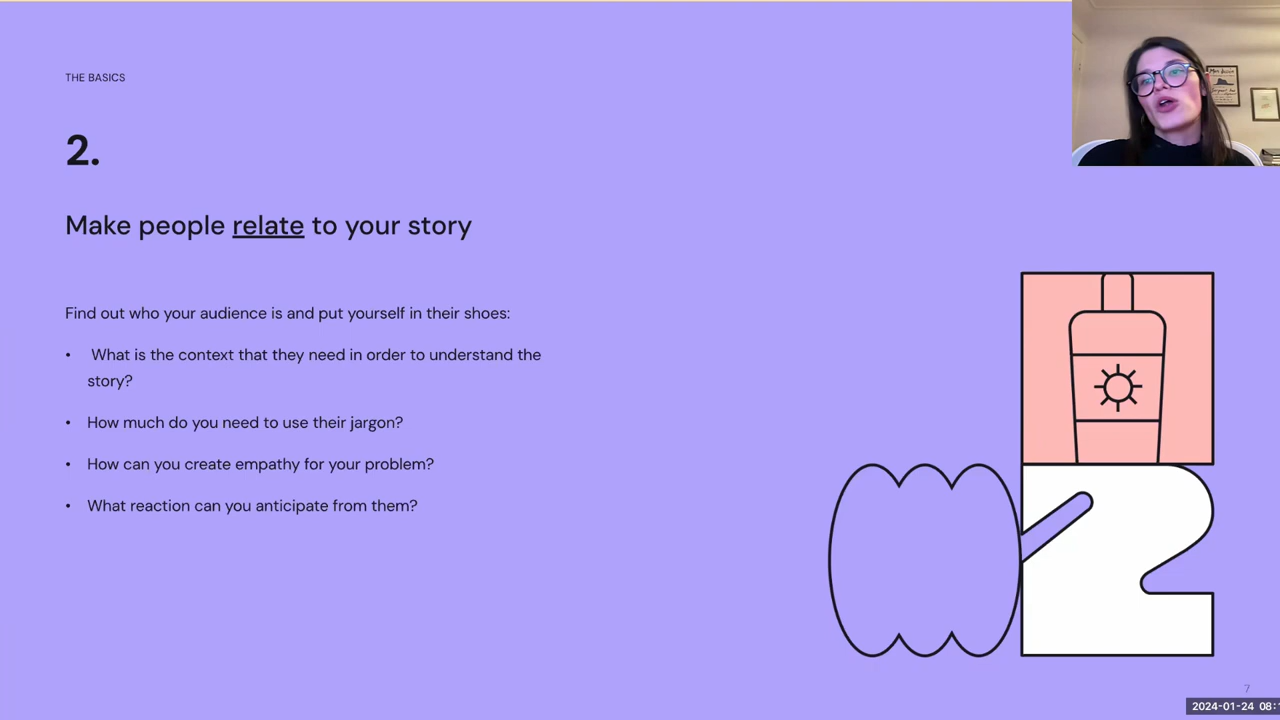 THE BASICS
2.
Make people relate to your story
Find out who your audience is and put yourself in their shoes:
• What is the context that they need in order to understand the
story?
• How much do you need to use their jargon?
• How can you create empathy for your problem?
• What reaction can you anticipate from them?
2
7
2024-01-24 08: